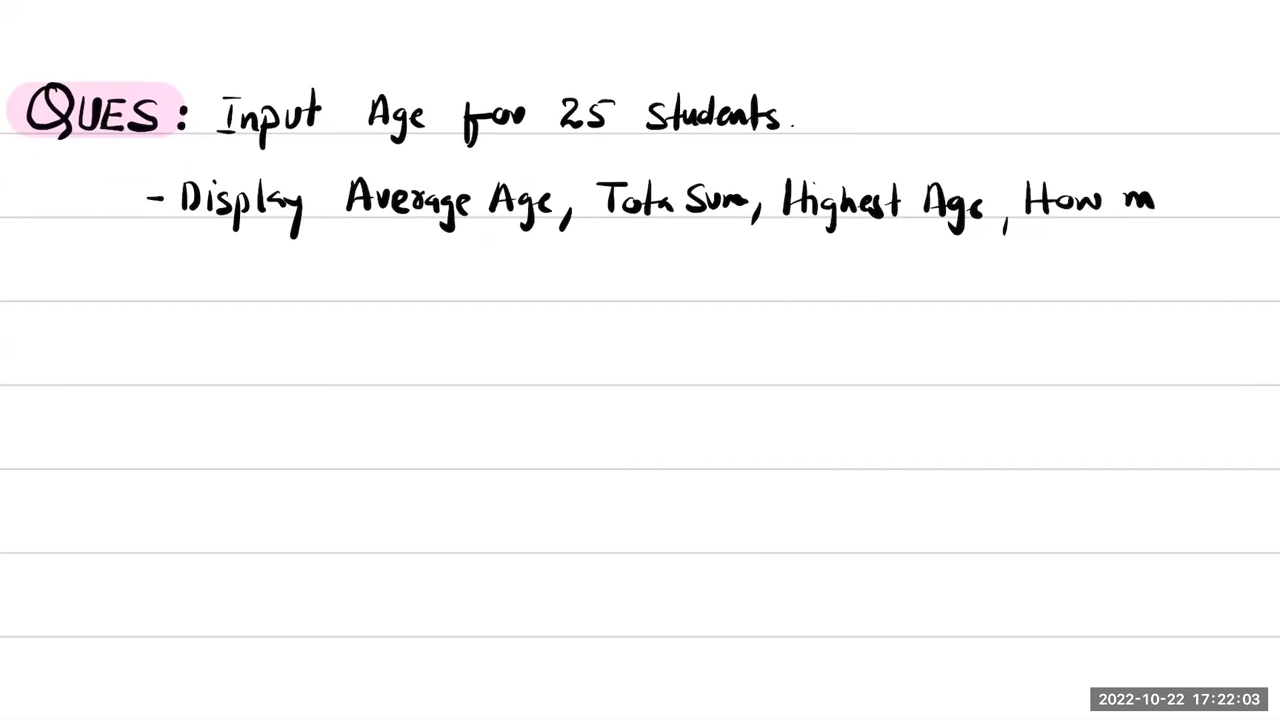 QUES: Input Age for 25 students.
- Display Average Age, Tota Sum, Highest Age, How m
2022-10-22 17:22:03